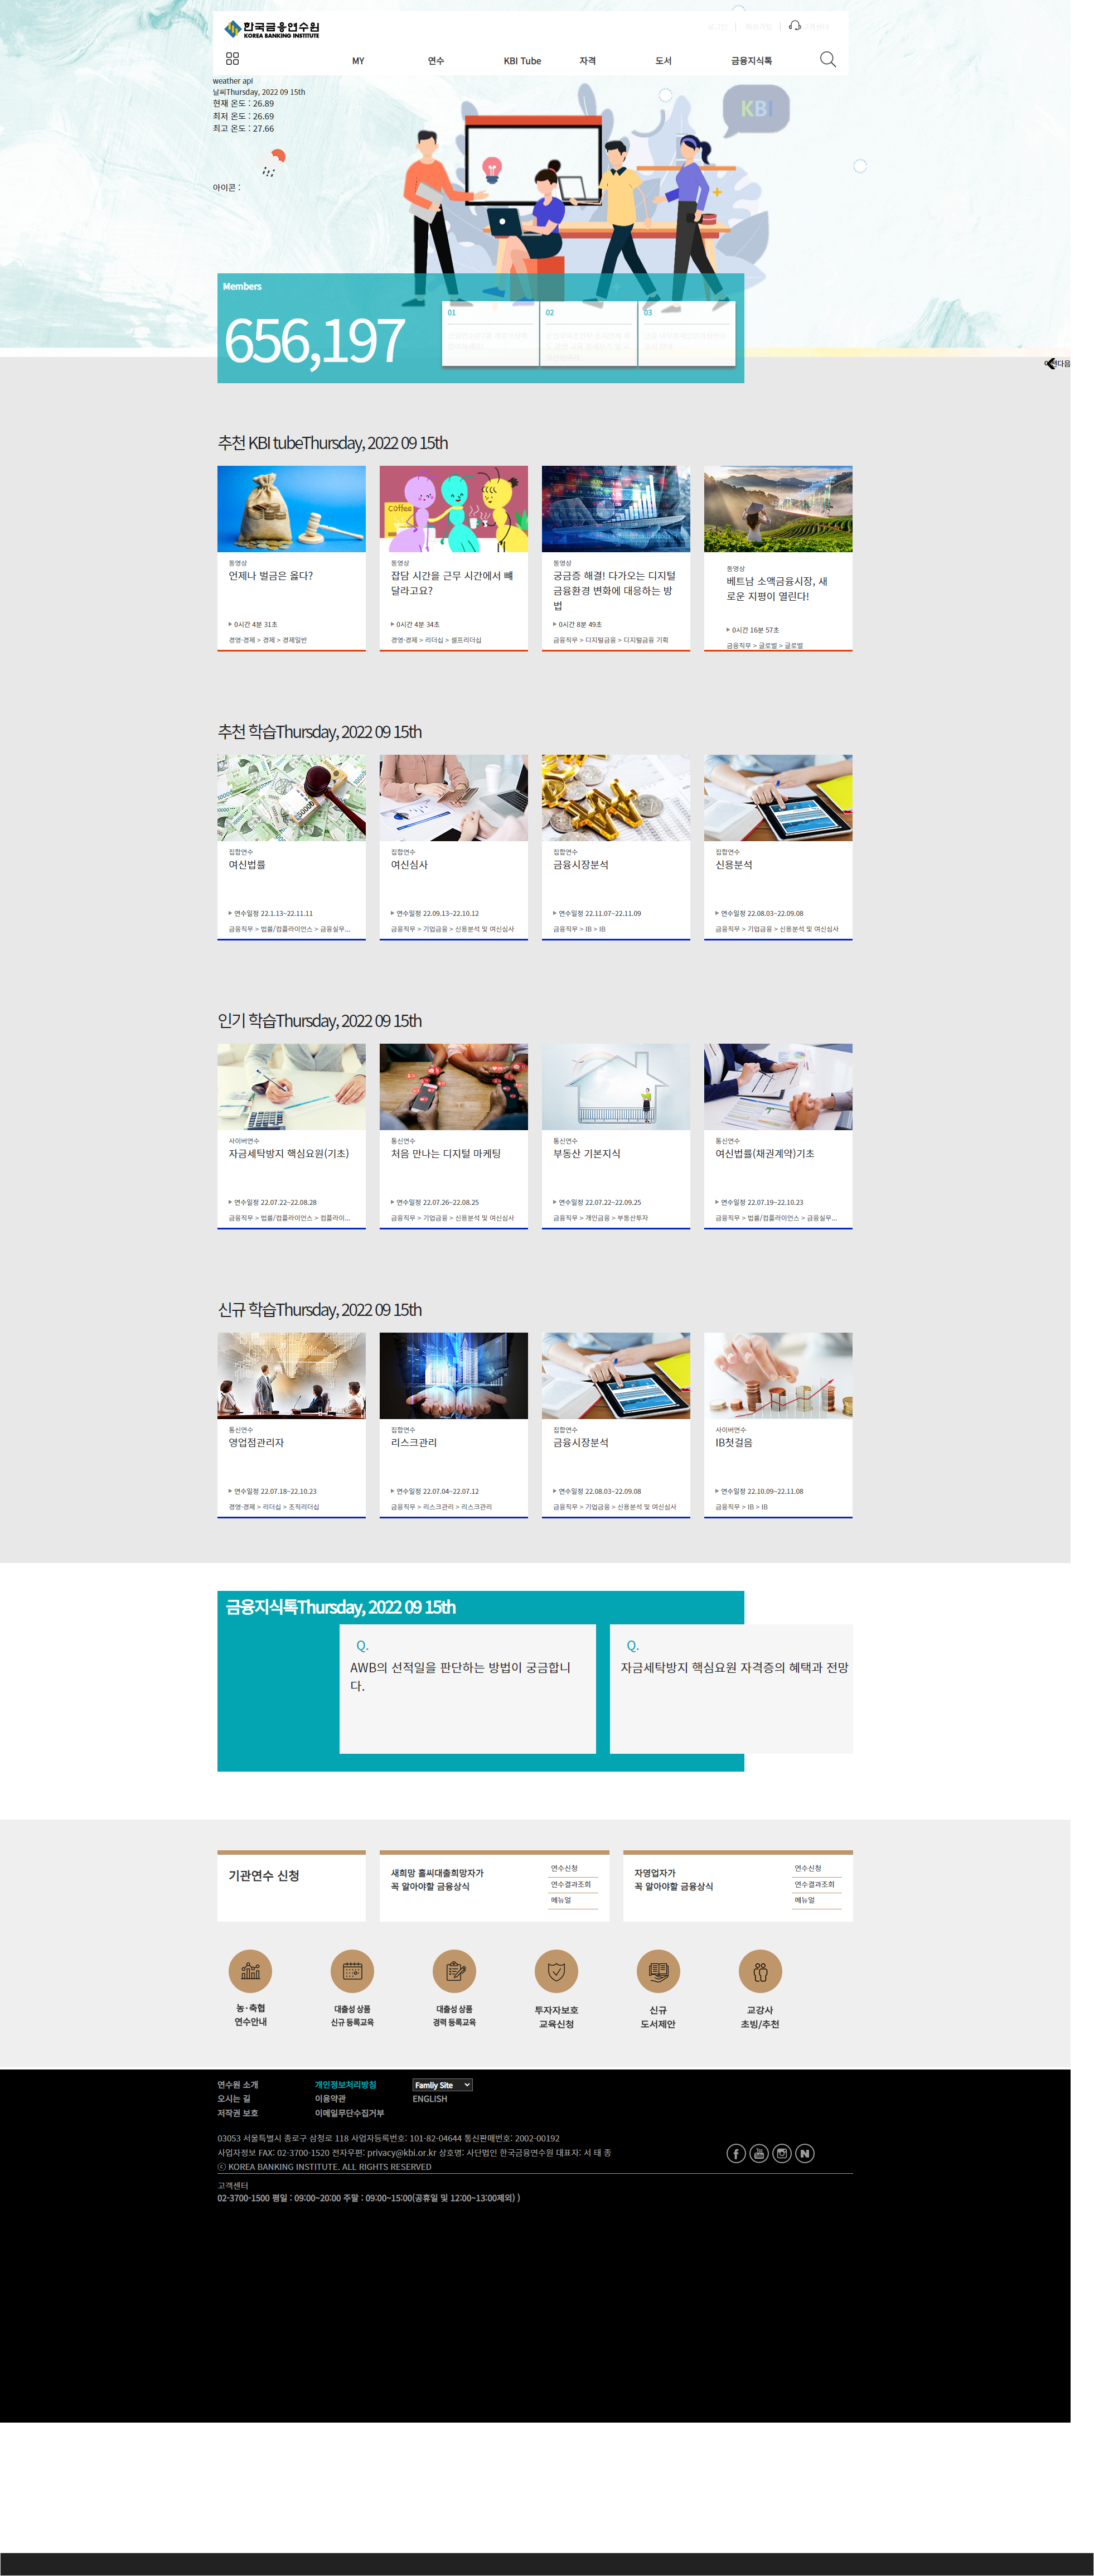 한국금융연수원
KOREA BANKING INSTITUTE
MY 연수 KBI Tube 자격 도서 금융지식톡
weather api
날씨Thursday, 2022 09 15th
현재 온도 : 26.89
최저 온도 : 26.69
최고 온도 : 27.66
아이콘 :
KBI
Members
656,197
01 02 03
추천 KBI tubeThursday, 2022 09 15th
Coffee
동영상
언제나 벌금은 옳다?
0시간 4분 31초
경영·경제 > 경제 > 경제일반
동영상
잡담 시간을 근무 시간에서 빼
달라고요?
0시간 4분 34초
경영·경제 > 리더십 > 셀프리더십
동영상
궁금증 해결! 다가오는 디지털
금융환경 변화에 대응하는 방
법
0시간 8분 49초
금융직무 > 디지털금융 > 디지털금융 기획
동영상
베트남 소액금융시장, 새
로운 지평이 열린다!
0시간 16분 57초
금융직무 > 글로벌 > 글로벌
추천 학습Thursday, 2022 09 15th
집합연수
여신법률
연수일정 22.1.13~22.11.11
금융직무 > 법률/컴플라이언스 > 금융실무...
집합연수
여신심사
연수일정 22.09.13~22.10.12
금융직무 > 기업금융 > 신용분석 및 여신심사
집합연수
금융시장분석
연수일정 22.11.07~22.11.09
금융직무 > IB > IB
집합연수
신용분석
연수일정 22.08.03~22.09.08
금융직무 > 기업금융 > 신용분석 및 여신심사
인기 학습Thursday, 2022 09 15th
사이버연수
자금세탁방지 핵심요원(기초)
연수일정 22.07.22~22.08.28
금융직무 > 법률/컴플라이언스 > 컴플라이...
통신연수
처음 만나는 디지털 마케팅
연수일정 22.07.26~22.08.25
금융직무 > 기업금융 > 신용분석 및 여신심사
통신연수
부동산 기본지식
연수일정 22.07.22~22.09.25
금융직무 > 개인금융 > 부동산투자
통신연수
여신법률(채권계약)기초
연수일정 22.07.19~22.10.23
금융직무 > 법률/컴플라이언스 > 금융실무...
신규 학습Thursday, 2022 09 15th
통신연수
영업점관리자
연수일정 22.07.18~22.10.23
경영·경제 > 리더십 > 조직리더십
집합연수
리스크관리
연수일정 22.07.04~22.07.12
금융직무 > 리스크관리 > 리스크관리
집합연수
금융시장분석
연수일정 22.08.03~22.09.08
금융직무 > 기업금융 > 신용분석 및 여신심사
사이버연수
IB첫걸음
연수일정 22.10.09~22.11.08
금융직무 > IB > IB
금융지식톡Thursday, 2022 09 15th
Q.
AWB의 선적일을 판단하는 방법이 궁금합니
다.
Q.
자금세탁방지 핵심요원 자격증의 혜택과 전망
기관연수 신청
새희망 홀씨대출희망자가
꼭 알아야할 금융상식
연수신청
연수결과조회
메뉴얼
자영업자가
꼭 알아야할 금융상식
연수신청
연수결과조회
메뉴얼
농·축협
연수안내
대출성 상품
신규 등록교육
대출성 상품
경력 등록교육
투자자보호
교육신청
신규
도서제안
교강사
초빙/추천
연수원 소개 개인정보처리방침 Family Site
오시는 길 이용약관 ENGLISH
저작권 보호 이메일무단수집거부
03053 서울특별시 종로구 삼청로 118 사업자등록번호: 101-82-04644 통신판매번호: 2002-00192
사업자정보 FAX: 02-3700-1520 전자우편: privacy@kbi.or.kr 상호명: 사단법인 한국금융연수원 대표자: 서 태 종
ⓒ KOREA BANKING INSTITUTE. ALL RIGHTS RESERVED
고객센터
02-3700-1500 평일 : 09:00~20:00 주말 : 09:00~15:00(공휴일 및 12:00~13:00제외) )